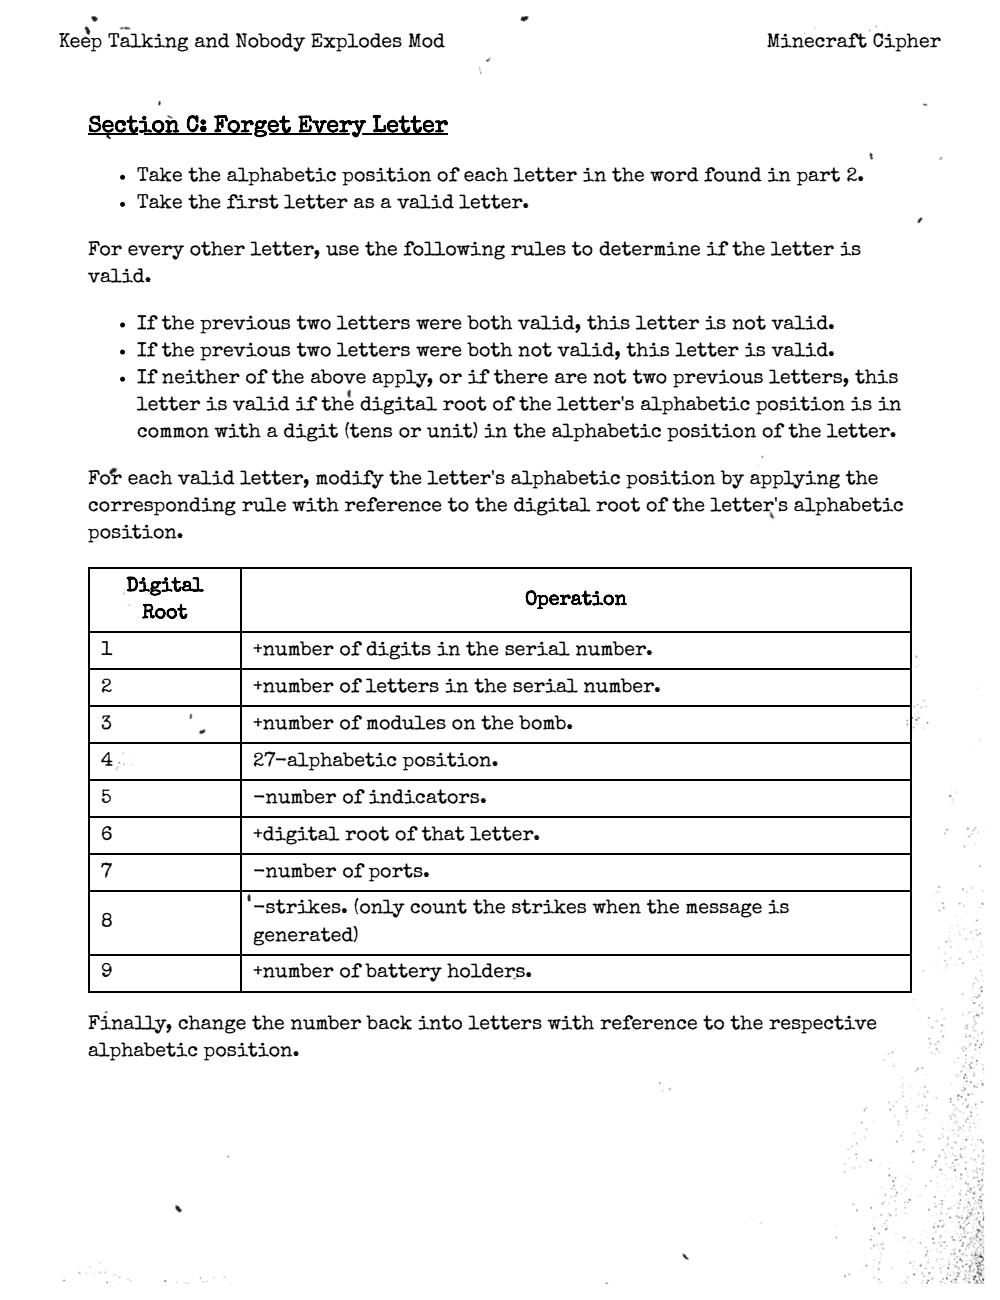 Keep Talking and Nobody Explodes Mod
Minecraft Cipher
Section C: Forget Every Letter
• Take the alphabetic position of each letter in the word found in part 2.
• Take the first letter as a valid letter.
For every other letter, use the following rules to determine if the letter is
valid.
• If the previous two letters were both valid, this letter is not valid.
• If the previous two letters were both not valid, this letter is valid.
• If neither of the above apply, or if there are not two previous letters, this
letter is valid if the digital root of the letter's alphabetic position is in
common with a digit (tens or unit) in the alphabetic position of the letter.
For each valid letter, modify the letter's alphabetic position by applying the
corresponding rule with reference to the digital root of the letter's alphabetic
position.
Digital
Root
Operation
1 +number of digits in the serial number.
2 +number of letters in the serial number.
3 +number of modules on the bomb.
4 27-alphabetic position.
5 -number of indicators.
6 +digital root of that letter.
7 -number of ports.
8 -strikes. (only count the strikes when the message is
generated)
9 +number of battery holders.
Finally, change the number back into letters with reference to the respective
alphabetic position.